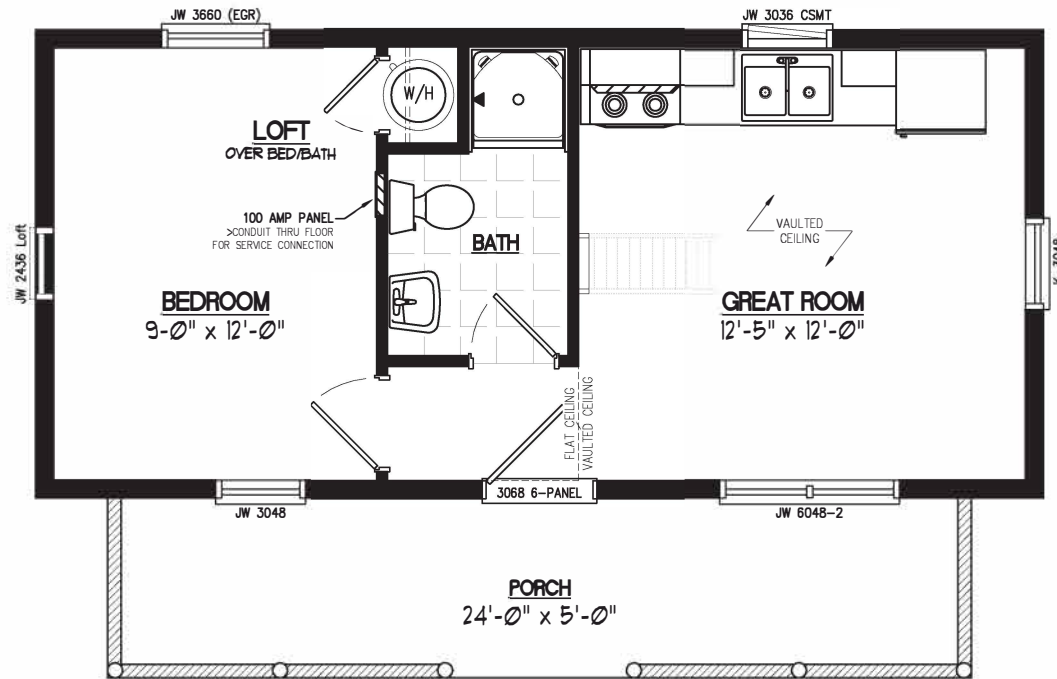 JW 3660 (EGR)
JW 3036 CSMT
W/H
LOFT
OVER BED/BATH
100 AMP PANEL
>CONDUIT THRU FLOOR
FOR SERVICE CONNECTION
VAULTED
CEILING
BATH
JW 2436 Loft
BEDROOM
9-0" x 12'-0"
GREAT ROOM
12'-5" x 12'-0"
FLAT CEILING
VAULTED CEILING
3068 6-PANEL
JW 3048
JW 6048-2
PORCH
24'-0" x 5'-0"